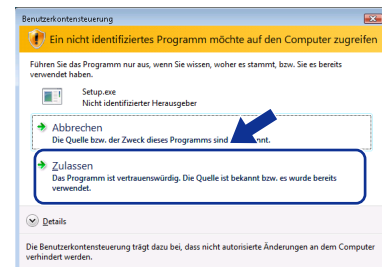 Benutzerkontensteuerung
Ein nicht identifiziertes Programm möchte auf den Computer zugreifen
Führen Sie das Programm nur aus, wenn Sie wissen, woher es stammt, bzw. Sie es bereits
verwendet haben.
Setup.exe
Nicht identifizierter Herausgeber
Abbrechen
Die Quelle bzw. der Zweck dieses Programms sind
Zulassen
Das Programm ist vertrauenswürdig. Die Quelle ist bekannt bzw. es wurde bereits
verwendet.
Details
Die Benutzerkontensteuerung trägt dazu bei, dass nicht autorisierte Änderungen an dem Computer
verhindert werden.